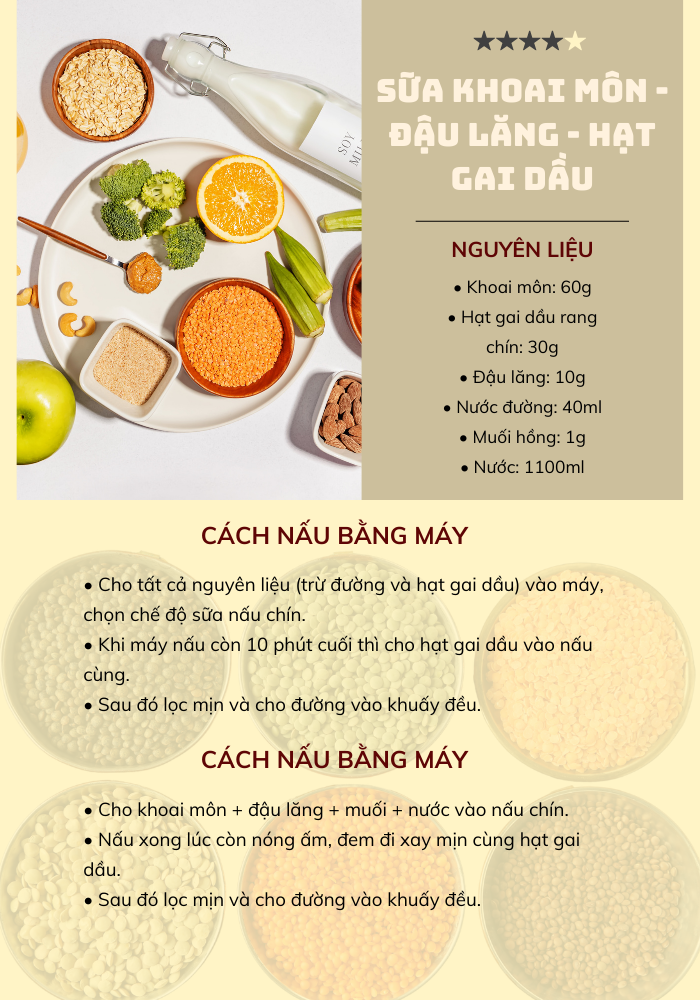 SỮA KHOAI MÔN -
ĐẬU LĂNG - HẠT
GAI DẦU
NGUYÊN LIỆU
• Khoai môn: 60g
• Hạt gai dầu rang
chín: 30g
• Đậu lăng: 10g
• Nước đường: 40ml
• Muối hồng: 1g
• Nước: 1100ml
SOY
CÁCH NẤU BẰNG MÁY
• Cho tất cả nguyên liệu (trừ đường và hạt gai dầu) vào máy,
chọn chế độ sữa nấu chín.
• Khi máy nấu còn 10 phút cuối thì cho hạt gai dầu vào nấu
cùng.
• Sau đó lọc mịn và cho đường vào khuấy đều.
CÁCH NẤU BẰNG MÁY
• Cho khoai môn + đậu lăng + muối + nước vào nấu chín.
• Nấu xong lúc còn nóng ấm, đem đi xay mịn cùng hạt gai
dầu.
• Sau đó lọc mịn và cho đường vào khuấy đều.